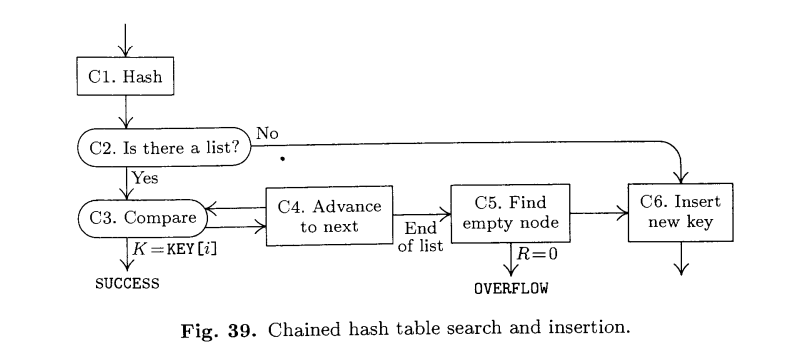 C1. Hash
C2. Is there a list?
No
Yes
C3. Compare
C4. Advance
to next
End
of list
C5. Find
empty node
C6. Insert
new key
K=KEY[i]
R=0
SUCCESS
OVERFLOW
Fig. 39. Chained hash table search and insertion.